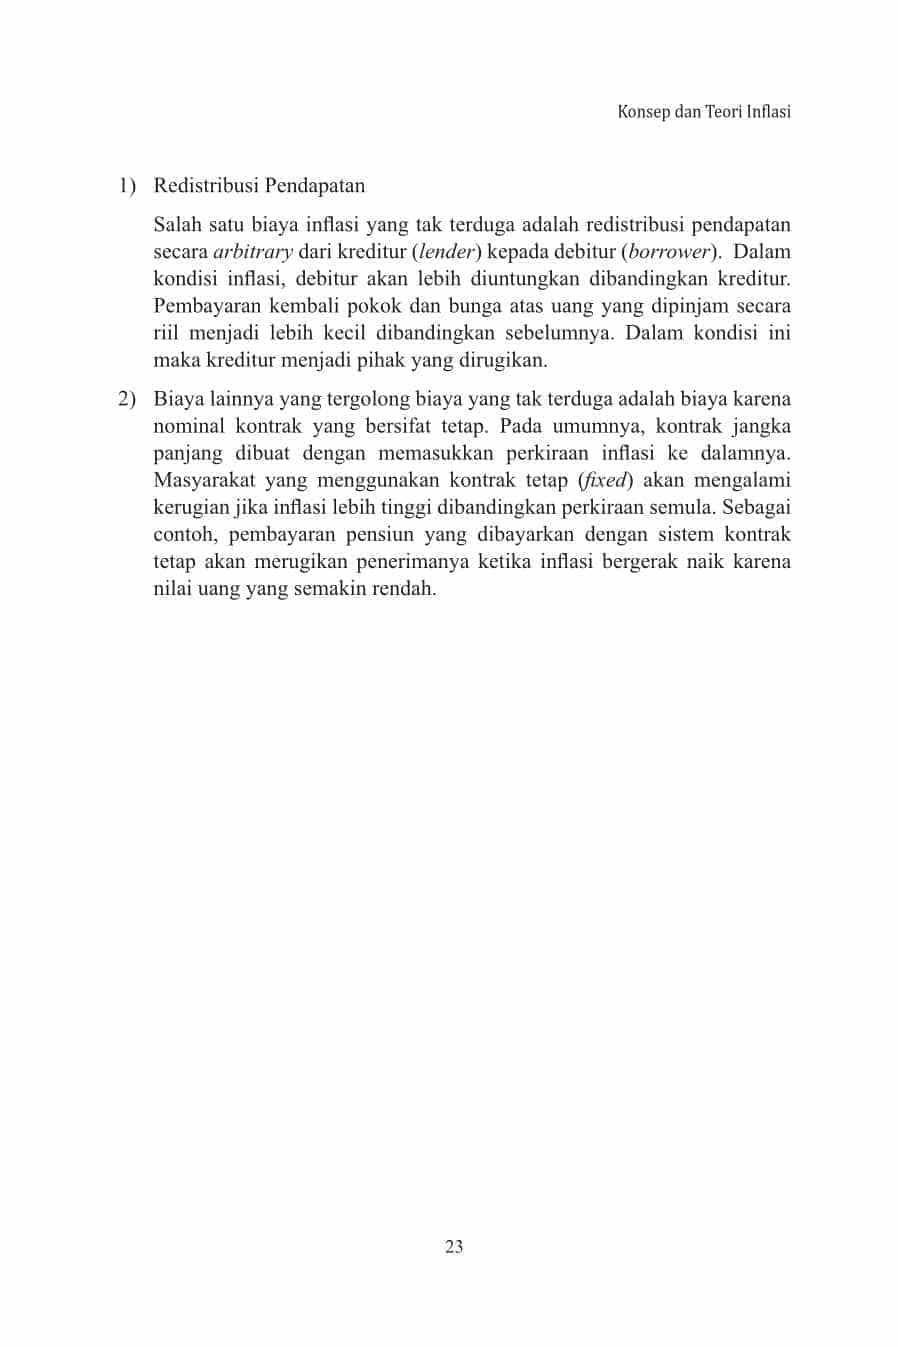 Konsep dan Teori Inflasi
1) Redistribusi Pendapatan
Salah satu biaya inflasi yang tak terduga adalah redistribusi pendapatan
secara arbitrary dari kreditur (lender) kepada debitur (borrower). Dalam
kondisi inflasi, debitur akan lebih diuntungkan dibandingkan kreditur.
Pembayaran kembali pokok dan bunga atas uang yang dipinjam secara
riil menjadi lebih kecil dibandingkan sebelumnya. Dalam kondisi ini
maka kreditur menjadi pihak yang dirugikan.
2) Biaya lainnya yang tergolong biaya yang tak terduga adalah biaya karena
nominal kontrak yang bersifat tetap. Pada umumnya, kontrak jangka
panjang dibuat dengan memasukkan perkiraan inflasi ke dalamnya.
Masyarakat yang menggunakan kontrak tetap (fixed) akan mengalami
kerugian jika inflasi lebih tinggi dibandingkan perkiraan semula. Sebagai
contoh, pembayaran pensiun yang dibayarkan dengan sistem kontrak
tetap akan merugikan penerimanya ketika inflasi bergerak naik karena
nilai uang yang semakin rendah.
23